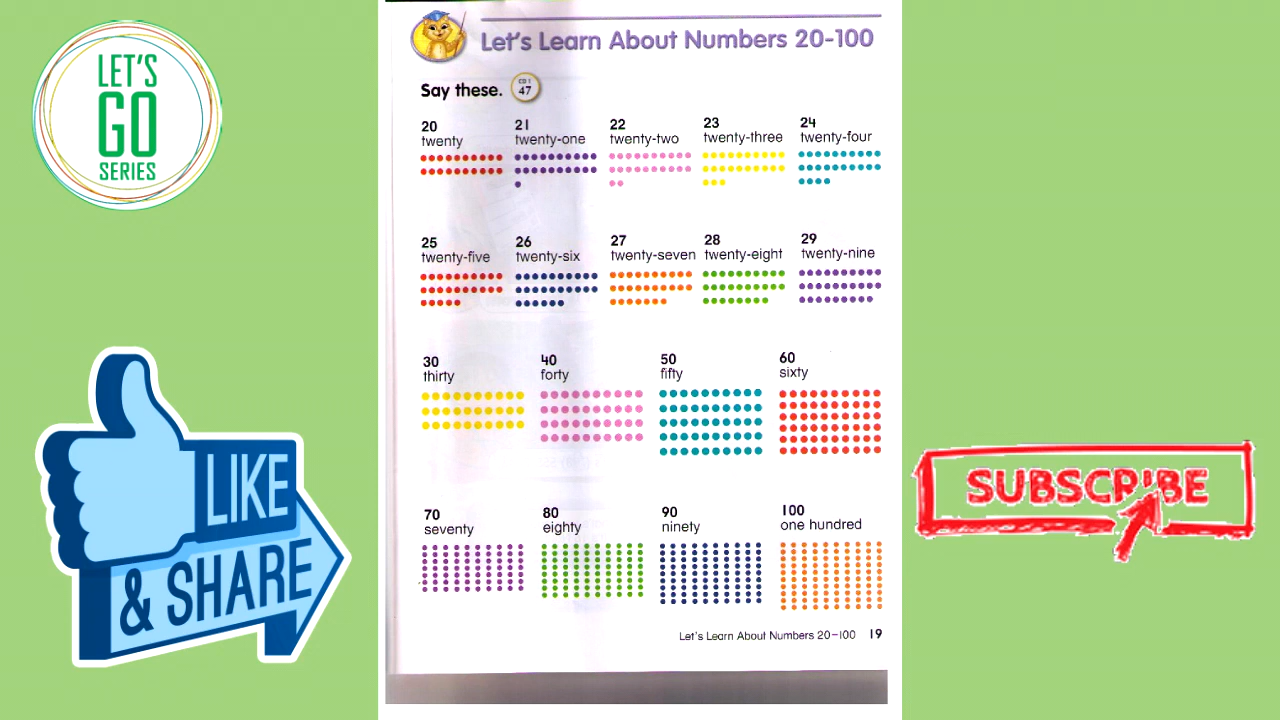 LET'S
GO
SERIES
Let's Learn About Numbers 20-100
Say these.
CD 1
47
20
twenty
21
twenty-one
22
twenty-two
23
twenty-three
24
twenty-four
25
twenty-five
26
twenty-six
27
twenty-seven
28
twenty-eight
29
twenty-nine
30
thirty
40
forty
50
fifty
60
sixty
70
seventy
80
eighty
90
ninety
100
one hundred
Let's Learn About Numbers 20–100 19
LIKE
& SHARE
SUBSCRIBE